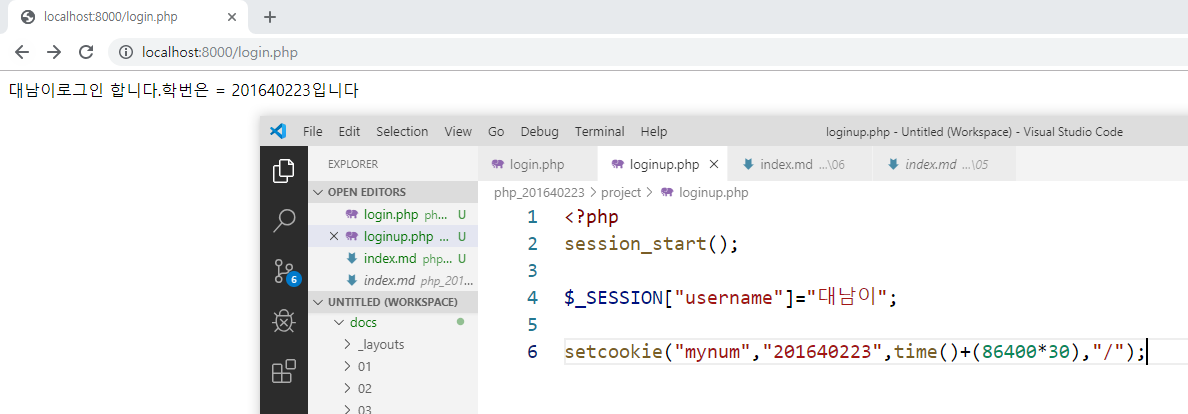 localhost:8000/login.php
localhost:8000/login.php
대남이로그인 합니다.학번은 = 201640223입니다
File Edit Selection View Go Debug Terminal Help loginup.php - Untitled (Workspace) - Visual Studio Code
EXPLORER
login.php loginup.php index.md ...\06 index.md ...\05
OPEN EDITORS
php_201640223 > project > loginup.php
login.php ph... U
loginup.php ... U
index.md php... U
index.md php_201...
UNTITLED (WORKSPACE)
docs
_layouts
01
02
03
6
1 <?php
2 session_start();
3
4 $_SESSION["username"]="대남이";
5
6 setcookie("mynum","201640223",time()+(86400*30),"/");